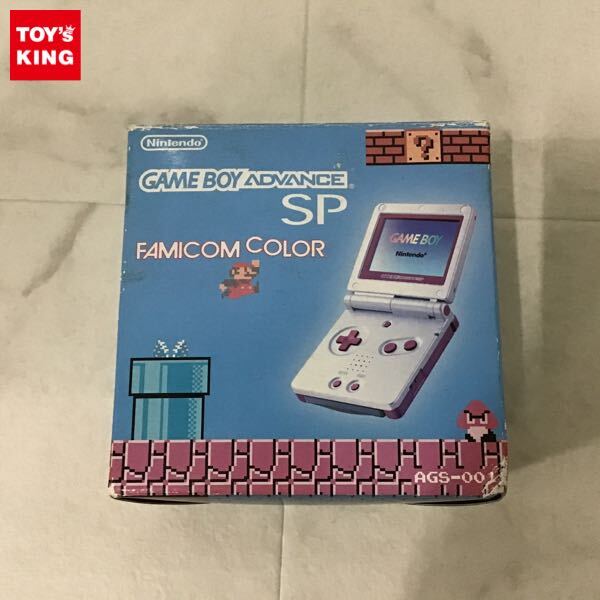 TOY's
KING
Nintendo
GAME BOY ADVANCE
SP
FAMICOM COLOR
GAME BOY
Nintendo
?
AGS-001